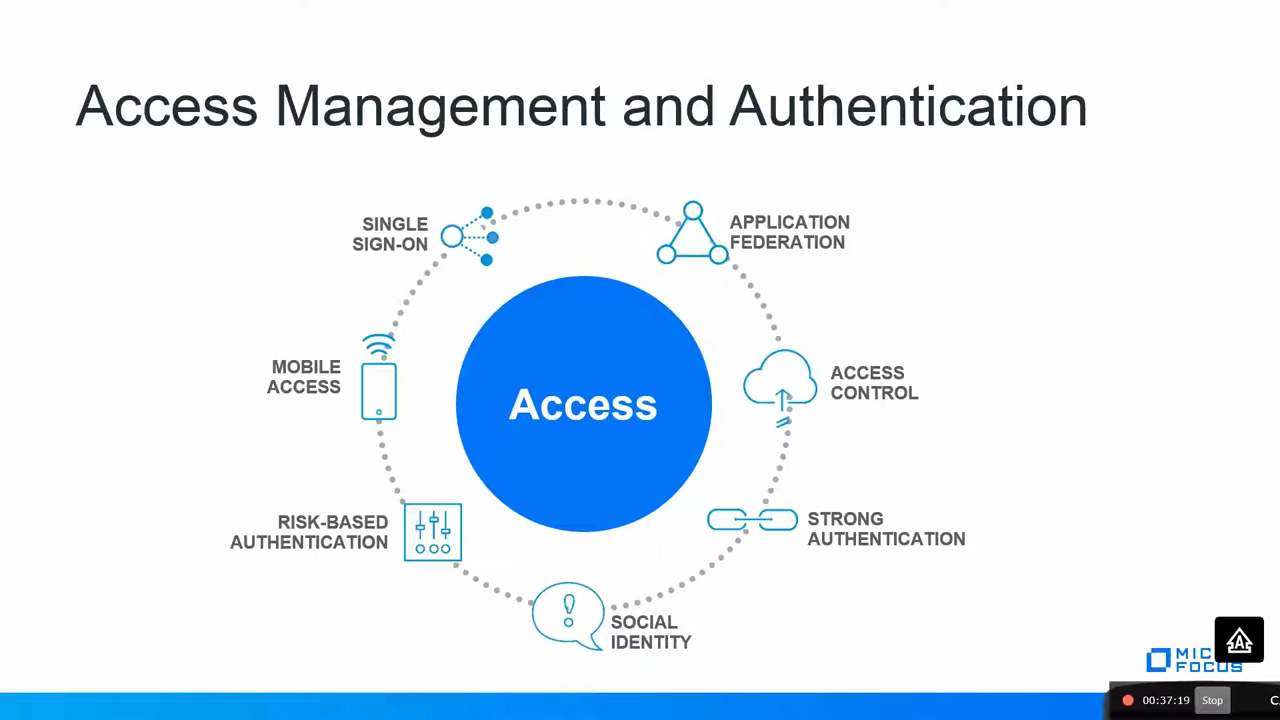 Access Management and Authentication
SINGLE
SIGN-ON
APPLICATION
FEDERATION
MOBILE
ACCESS
Access
ACCESS
CONTROL
RISK-BASED
AUTHENTICATION
STRONG
AUTHENTICATION
SOCIAL
IDENTITY
A
FOCUS
00:37:19
Stop